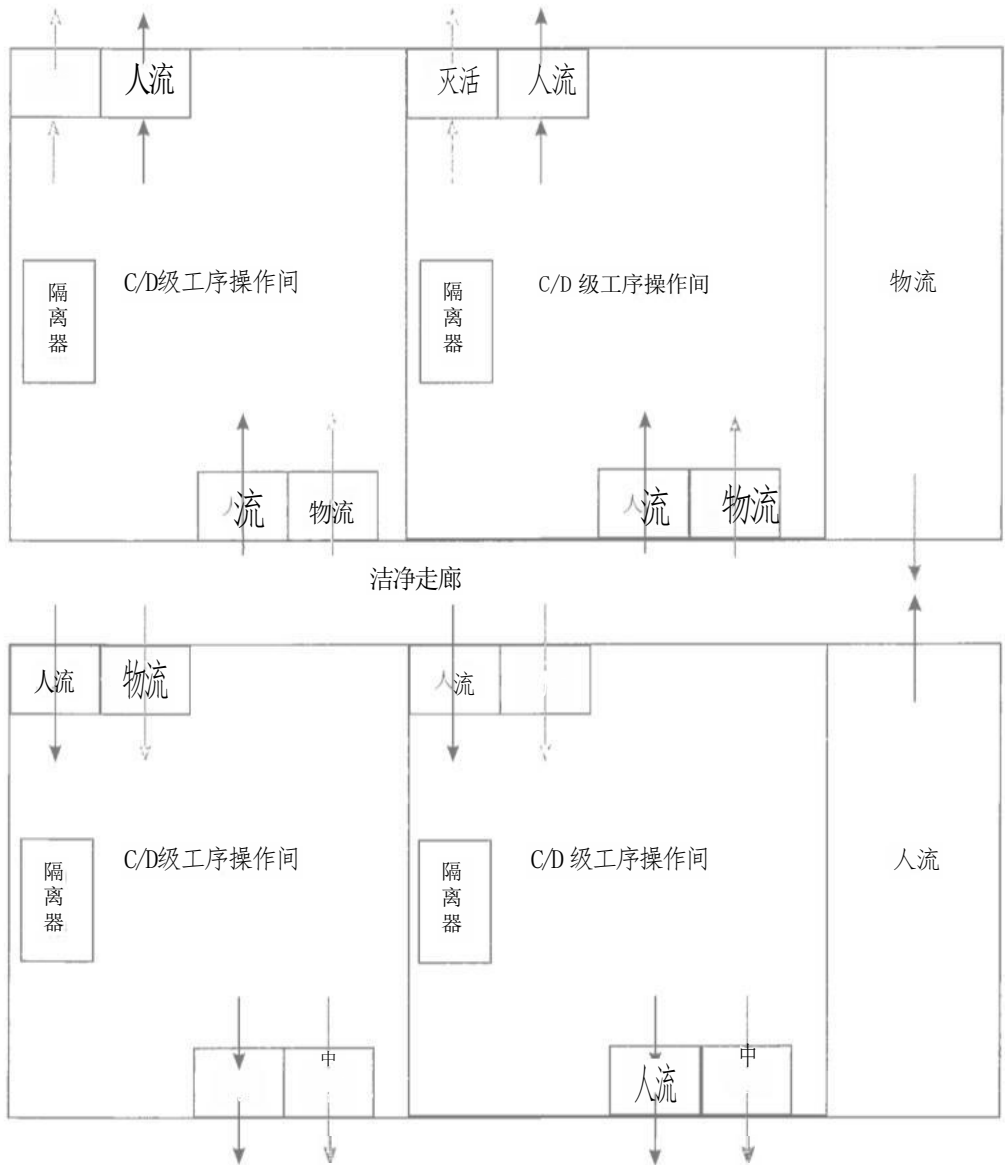 人流
灭活
人流
隔
离
器
C/D级工序操作间
隔
离
器
C/D 级工序操作间
物流
人流
物流
人流
物流
洁净走廊
人流
物流
人流
隔
离
器
C/D级工序操作间
隔
离
器
C/D 级工序操作间
人流
中
人流
中